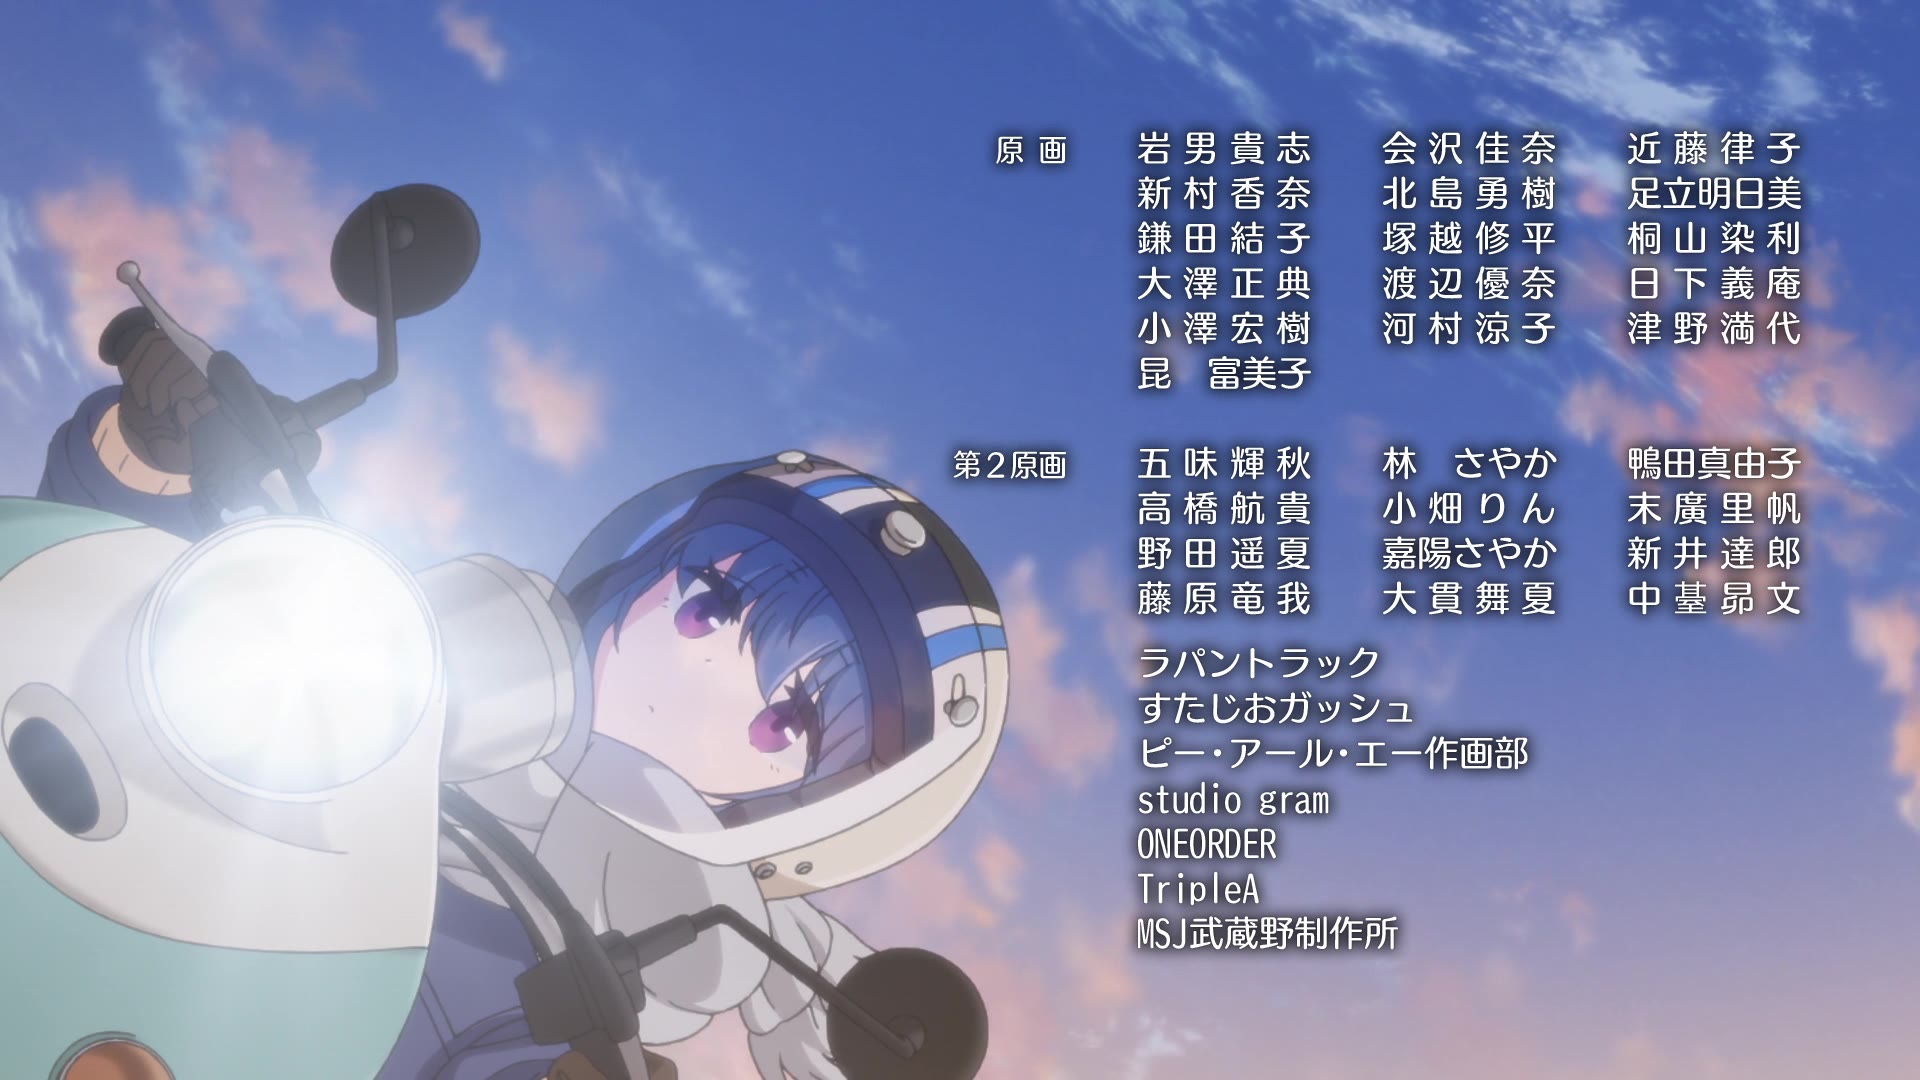 原画 岩男貴志 会沢佳奈 近藤律子
新村香奈 北島勇樹 足立明日美
鎌田結子 塚越修平 桐山染利
大澤正典 渡辺優奈 日下義庵
小澤宏樹 河村涼子 津野満代
昆 富美子
第2原画 五味輝秋 林 さやか 鴨田真由子
高橋航貴 小畑りん 末廣里帆
野田遥夏 嘉陽さやか 新井達郎
藤原竜我 大貫舞夏 中䑓昴文
ラパントラック
すたじおガッシュ
ピー・アール・エー作画部
studio gram
ONEORDER
TripleA
MSJ武蔵野制作所